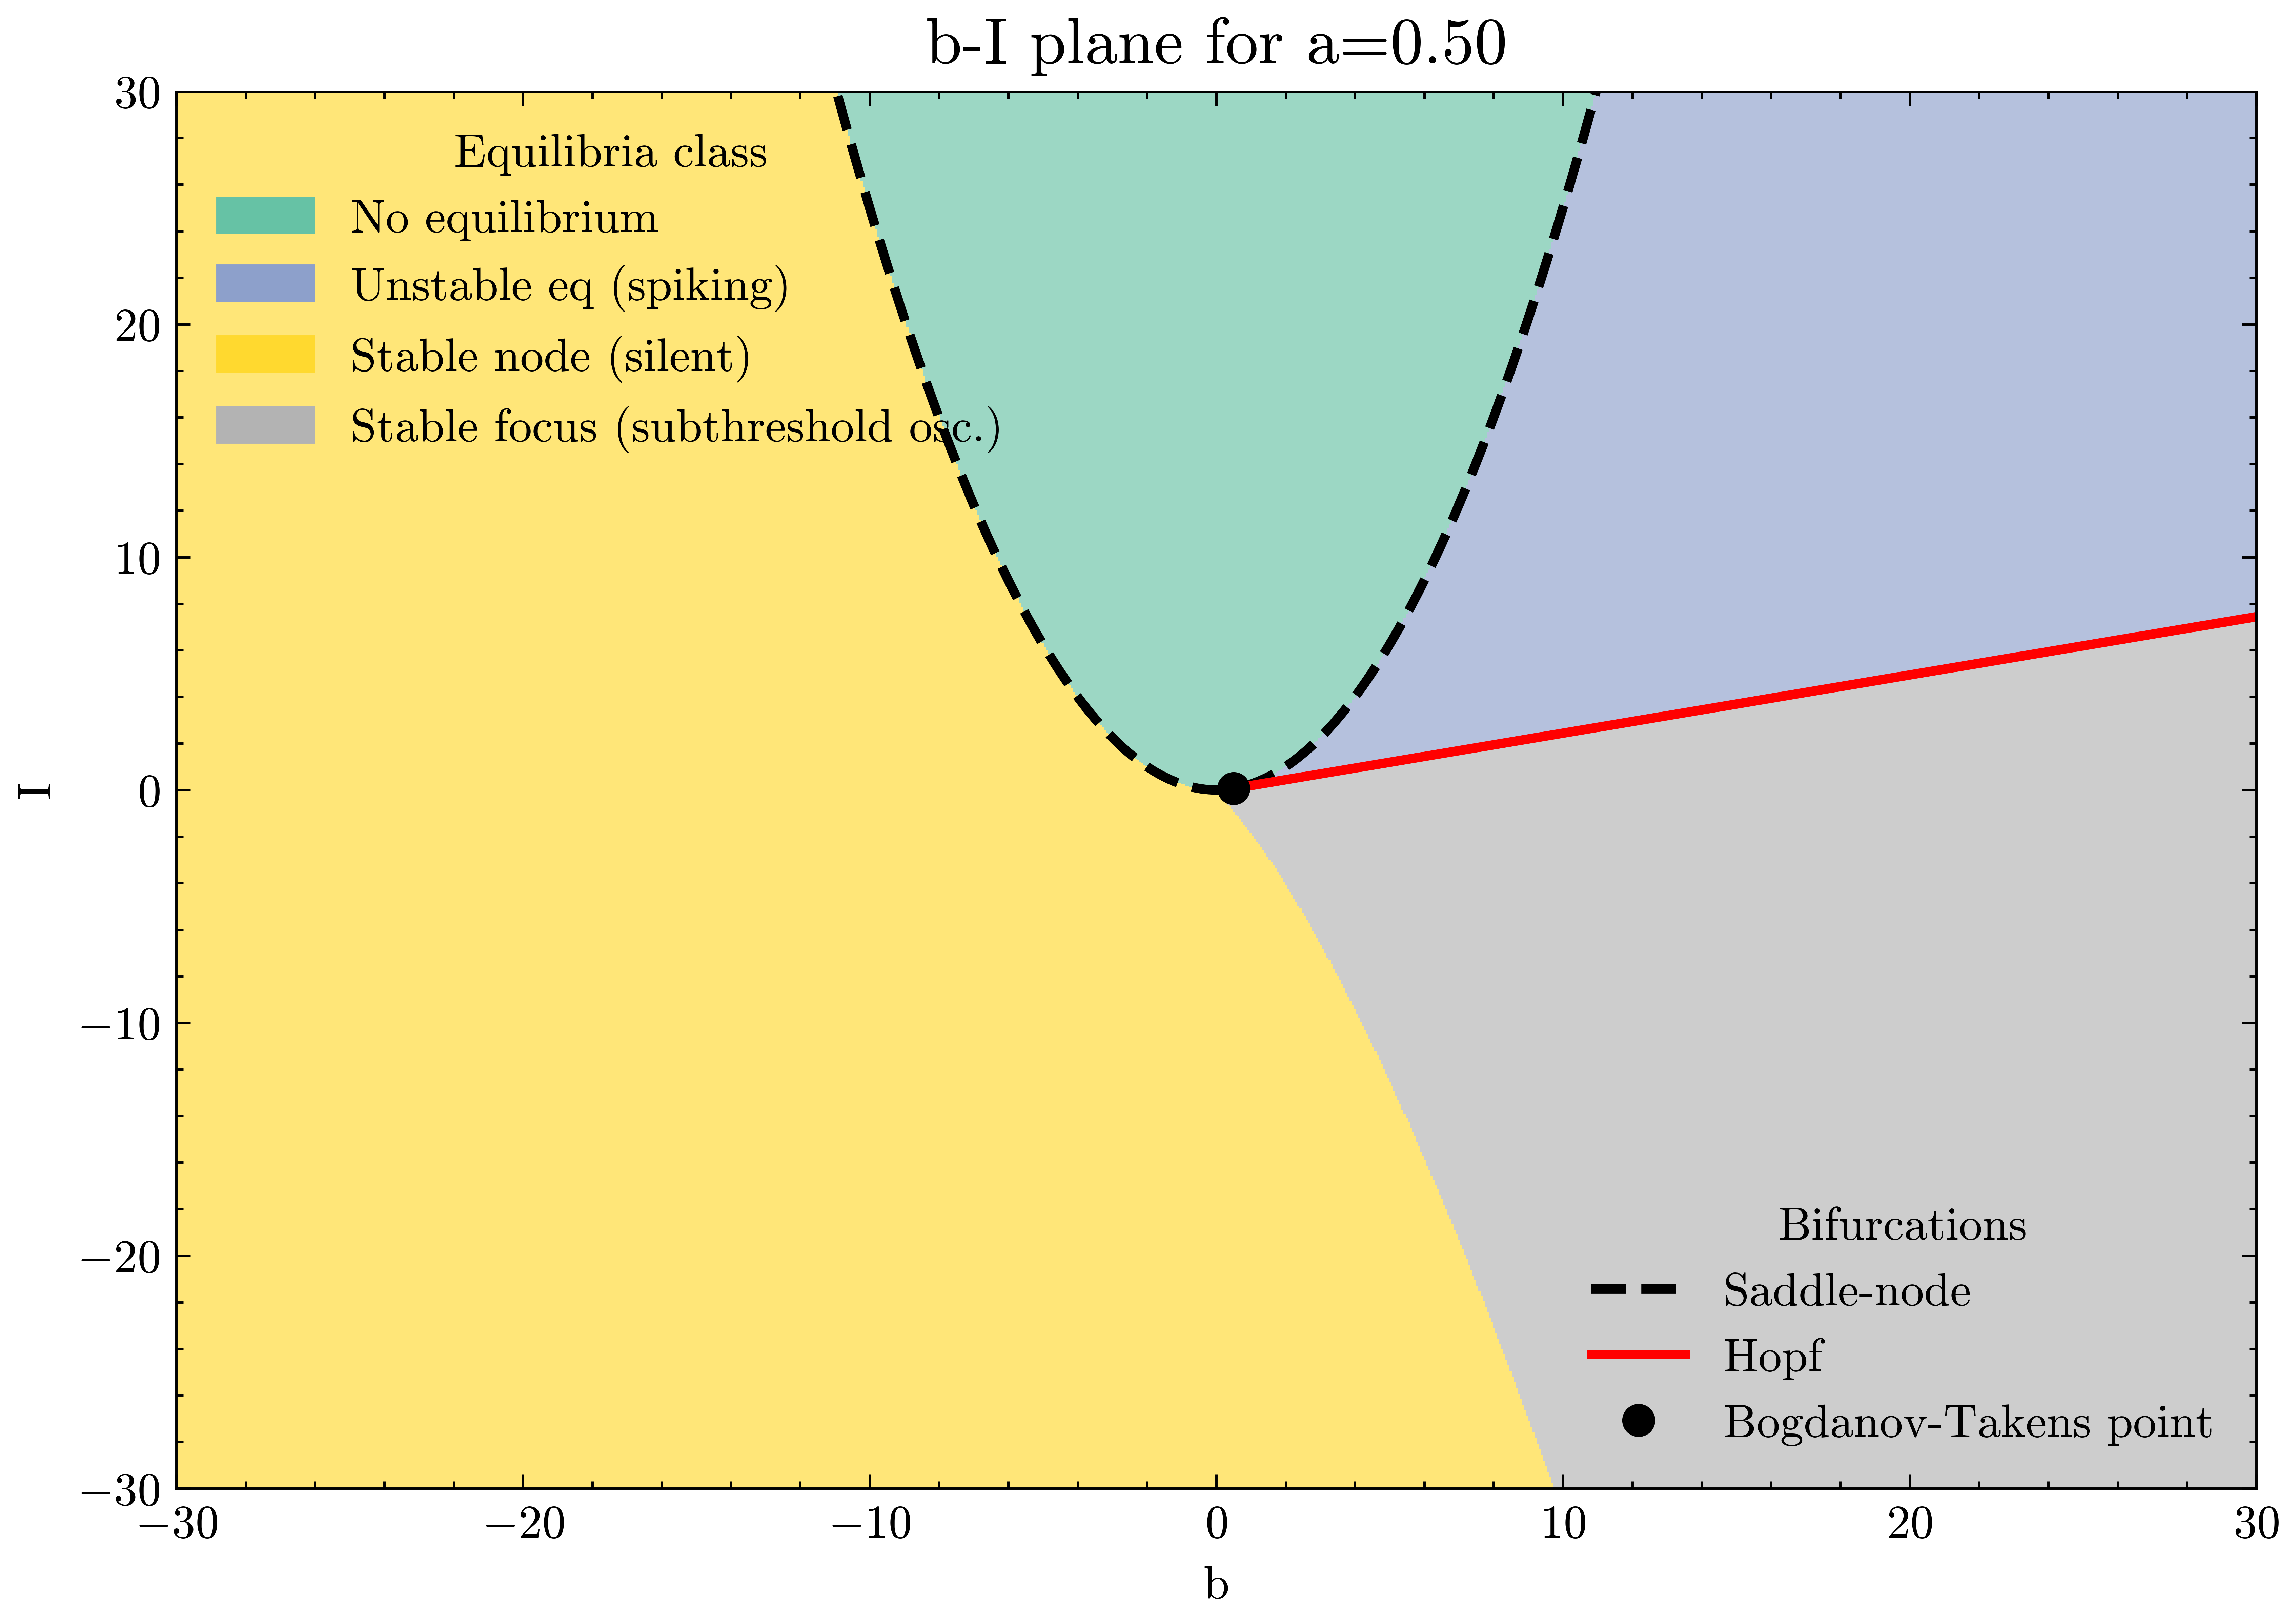 b-I plane for a=0.50
30
20
10
0
−10
−20
−30
I
Equilibria class
No equilibrium
Unstable eq (spiking)
Stable node (silent)
Stable focus (subthreshold osc.)
Bifurcations
Saddle-node
Hopf
Bogdanov-Takens point
−30 −20 −10 0 10 20 30
b